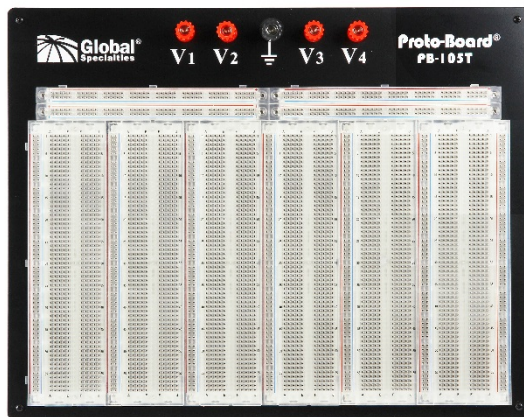 Global®
Specialties
V1 V2 V3 V4
Proto-Board®
PB-105T